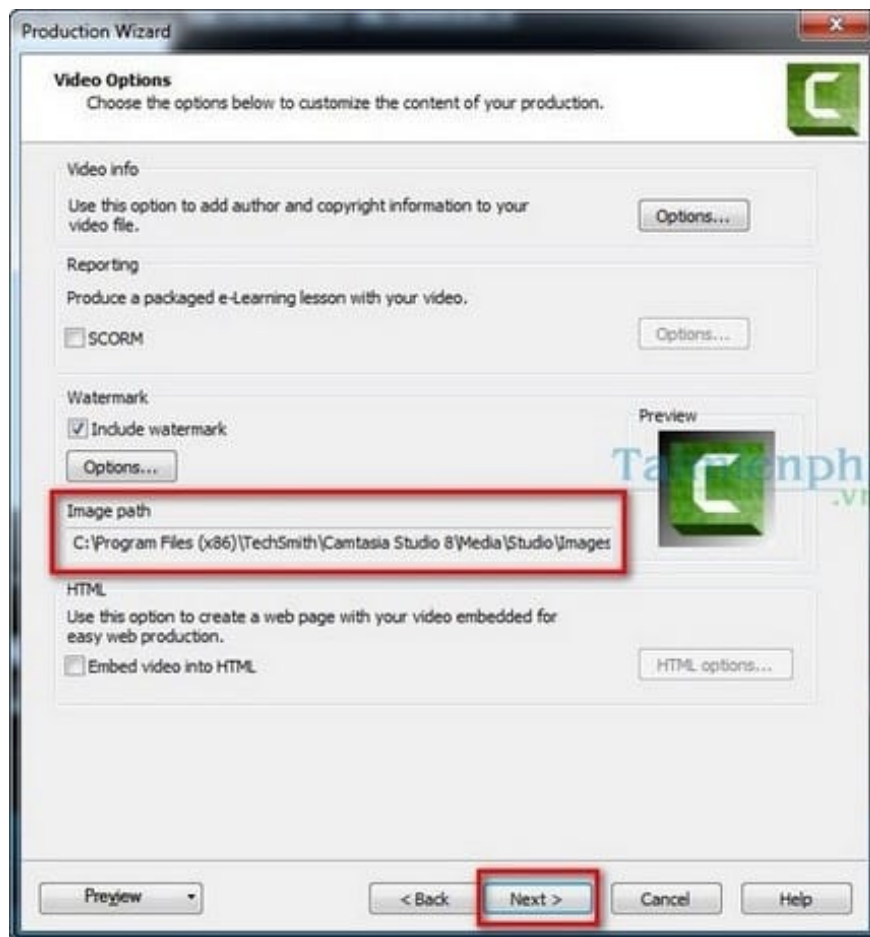 Production Wizard
Video Options
Choose the options below to customize the content of your production.
Video info
Use this option to add author and copyright information to your
video file.
Options...
Reporting
Produce a packaged e-Learning lesson with your video.
SCORM
Options...
Watermark
Include watermark
Options...
Preview
Image path
C:\Program Files (x86)\TechSmith\Camtasia Studio 8\Media\Studio\Images
.vn
HTML
Use this option to create a web page with your video embedded for
easy web production.
Embed video into HTML
HTML options...
Preview
< Back
Next >
Cancel
Help